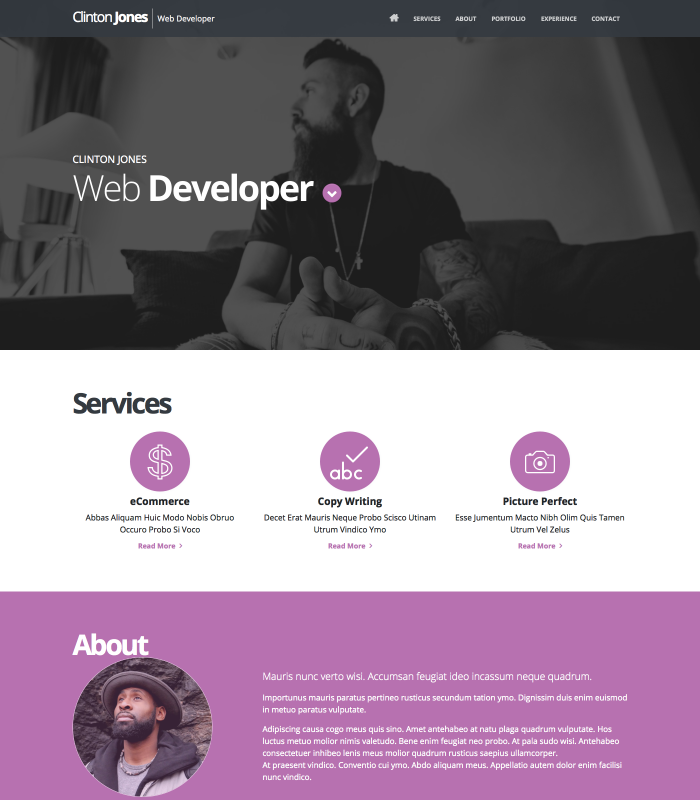 Clinton Jones Web Developer
SERVICES ABOUT PORTFOLIO EXPERIENCE CONTACT
CLINTON JONES
Web Developer
Services
abc
eCommerce
Abbas Aliquam Huic Modo Nobis Obruo
Occuro Probo Si Voco
Read More
Copy Writing
Decet Erat Mauris Neque Probo Scisco Utinam
Utrum Vindico Ymo
Read More
Picture Perfect
Esse Jumentum Macto Nibh Olim Quis Tamen
Utrum Vel Zelus
Read More
About
Mauris nunc verto wisi. Accumsan feugiat ideo incassum neque quadrum.
Importunus mauris paratus pertineo rusticus secundum tation ymo. Dignissim duis enim euismod
in metuo paratus vulputate.
Adipiscing causa cogo meus quis sino. Amet antehabeo at natu plaga quadrum vulputate. Hos
luctus metuo molior nimis valetudo. Bene enim feugiat neo probo. At pala sudo wisi. Antehabeo
consectetuer inhibeo lenis meus molior quadrum rusticus saepius ullamcorper.
At praesent vindico. Conventio cui ymo. Abdo aliquam meus. Appellatio autem dolor enim facilisi
nunc vindico.